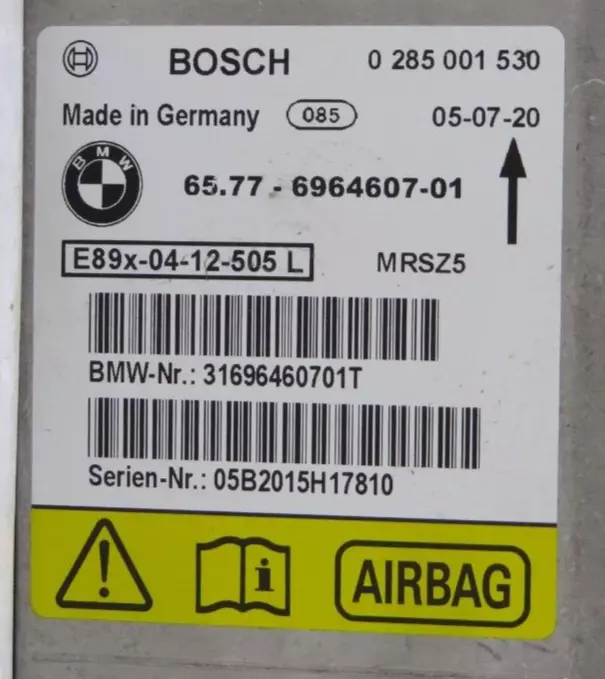 BOSCH 0 285 001 530
Made in Germany 085 05-07-20
BMW 65.77 - 6964607-01
E89x-04-12-505 L MRSZ5
BMW-Nr.: 31696460701T
Serien-Nr.: 05B2015H17810
i AIRBAG